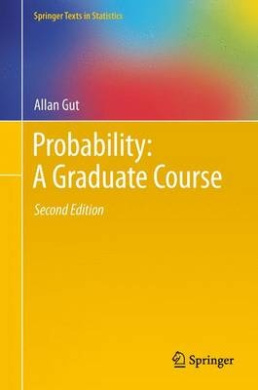 Springer Texts in Statistics
Allan Gut
Probability:
A Graduate Course
Second Edition
Springer